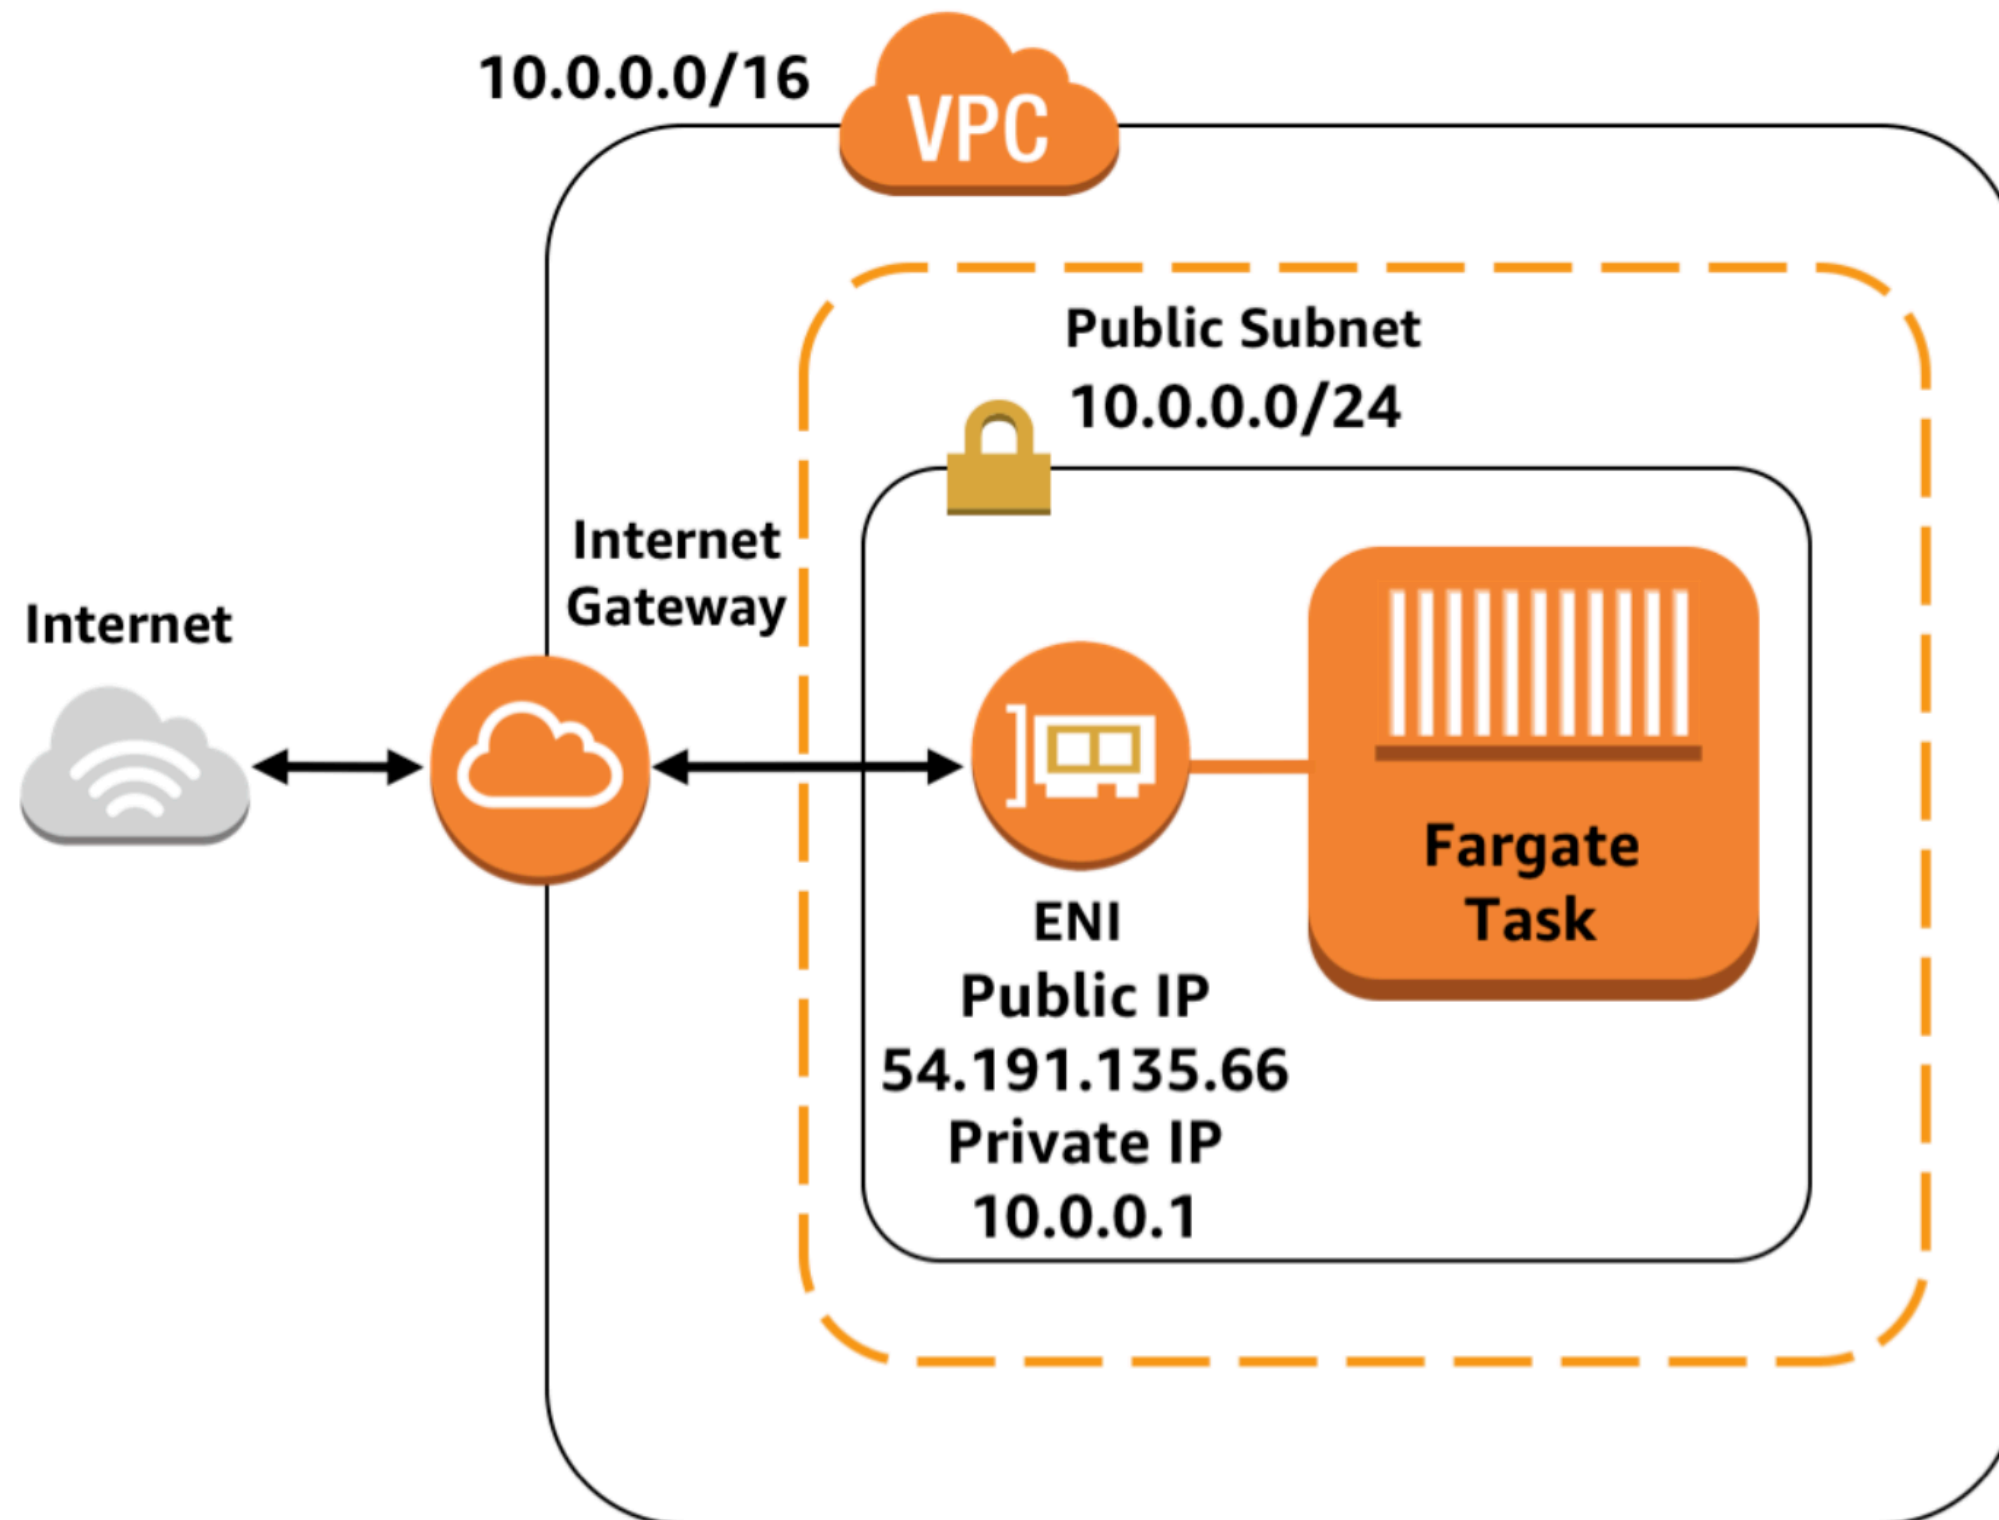 10.0.0.0/16
VPC
Public Subnet
10.0.0.0/24
Internet
Gateway
Internet
Fargate
Task
ENI
Public IP
54.191.135.66
Private IP
10.0.0.1